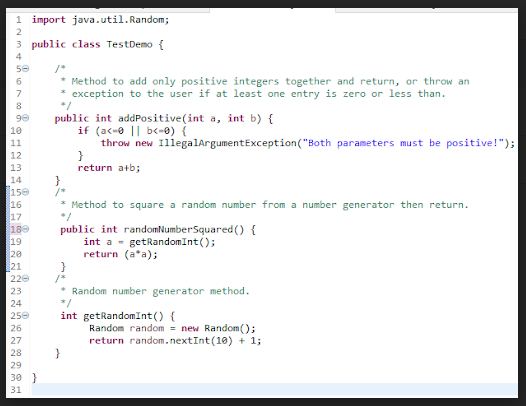 1 import java.util.Random;
2
3 public class TestDemo {
4
5 /*
6 * Method to add only positive integers together and return, or throw an
7 * exception to the user if at least one entry is zero or less than.
8 */
9 public int addPositive(int a, int b) {
10 if (a<=0 || b<=0) {
11 throw new IllegalArgumentException("Both parameters must be positive!");
12 }
13 return a+b;
14 }
15 /*
16 * Method to square a random number from a number generator then return.
17 */
18 public int randomNumberSquared() {
19 int a = getRandomInt();
20 return (a*a);
21 }
22 /*
23 * Random number generator method.
24 */
25 int getRandomInt() {
26 Random random = new Random();
27 return random.nextInt(10) + 1;
28 }
29
30 }
31